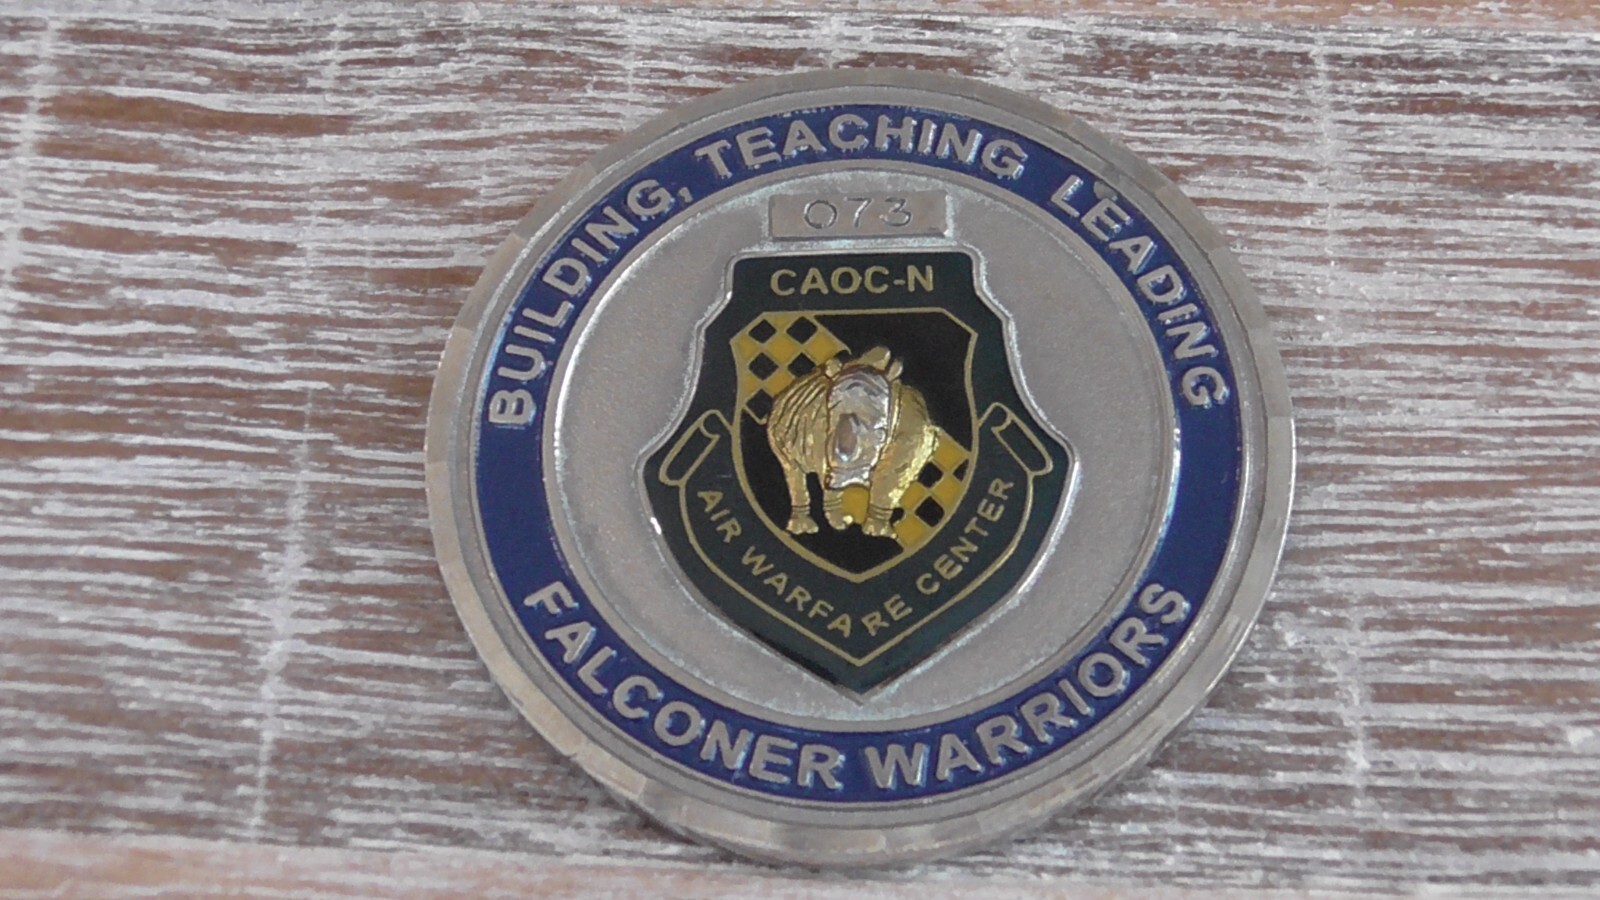 BUILDING, TEACHING LEADING
073
CAOC-N
AIR WARFARE CENTER
FALCONER WARRIORS